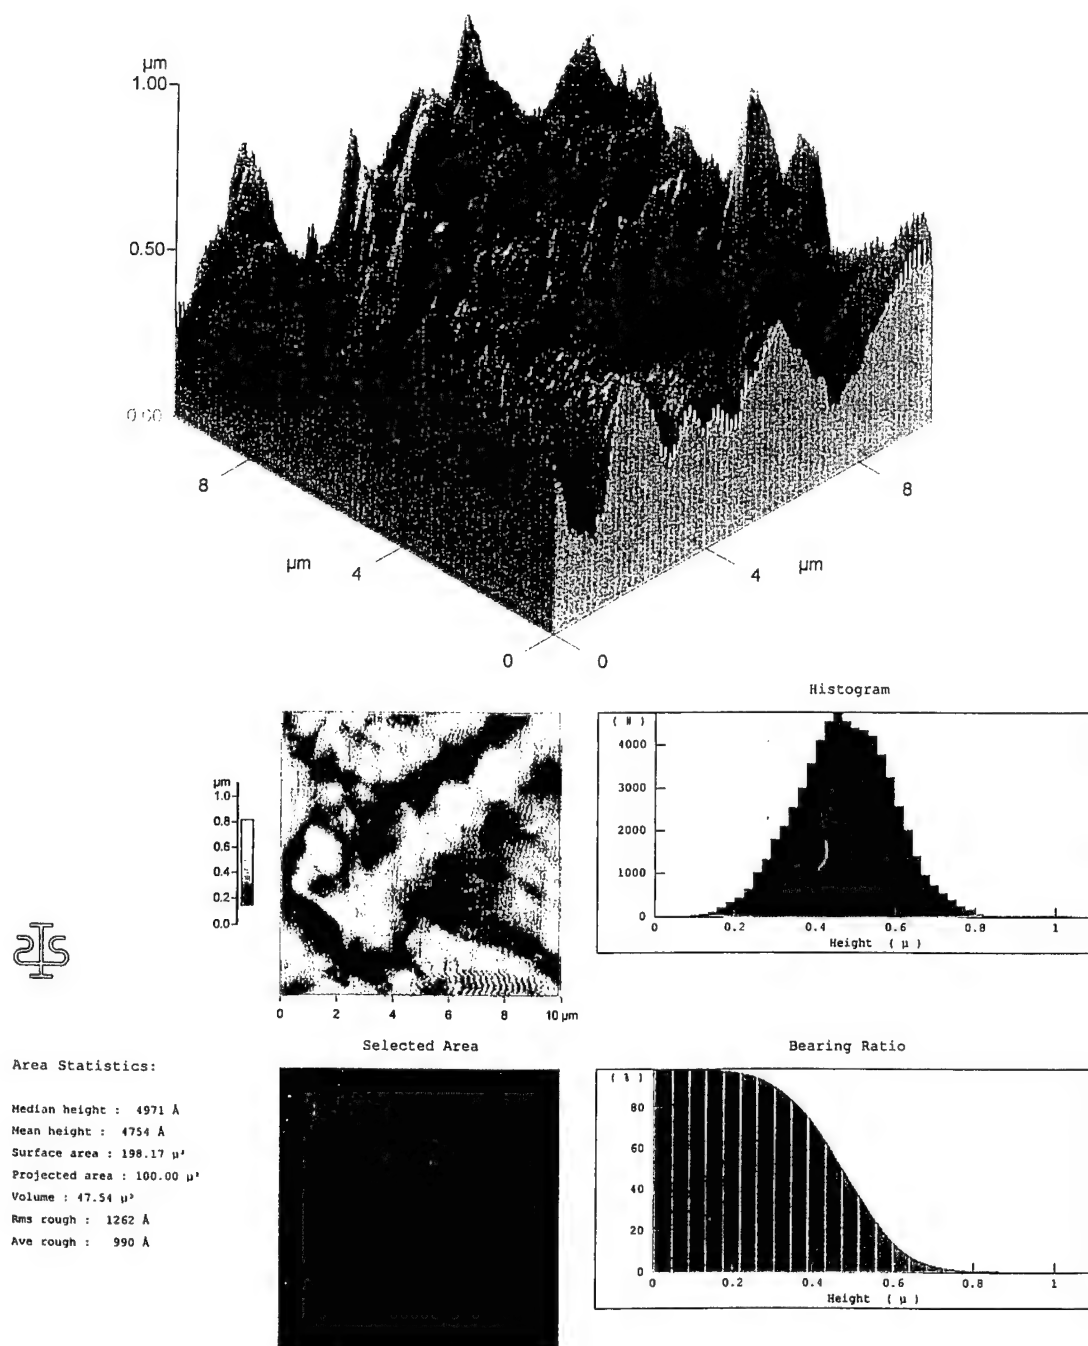 µm
1.00
0.50
0.00
8
µm
4
0
0
4
µm
8
Histogram
( N )
4000
3000
2000
1000
0
0 0.2 0.4 0.6 0.8 1
Height ( µ )
µm
1.0
0.8
0.6
0.4
0.2
0.0
0 2 4 6 8 10 µm
Selected Area
Bearing Ratio
( % )
80
60
40
20
0
0 0.2 0.4 0.6 0.8 1
Height ( µ )
Area Statistics:
Median height : 4971 Å
Mean height : 4754 Å
Surface area : 198.17 µ²
Projected area : 100.00 µ²
Volume : 47.54 µ³
Rms rough : 1262 Å
Ave rough : 990 Å